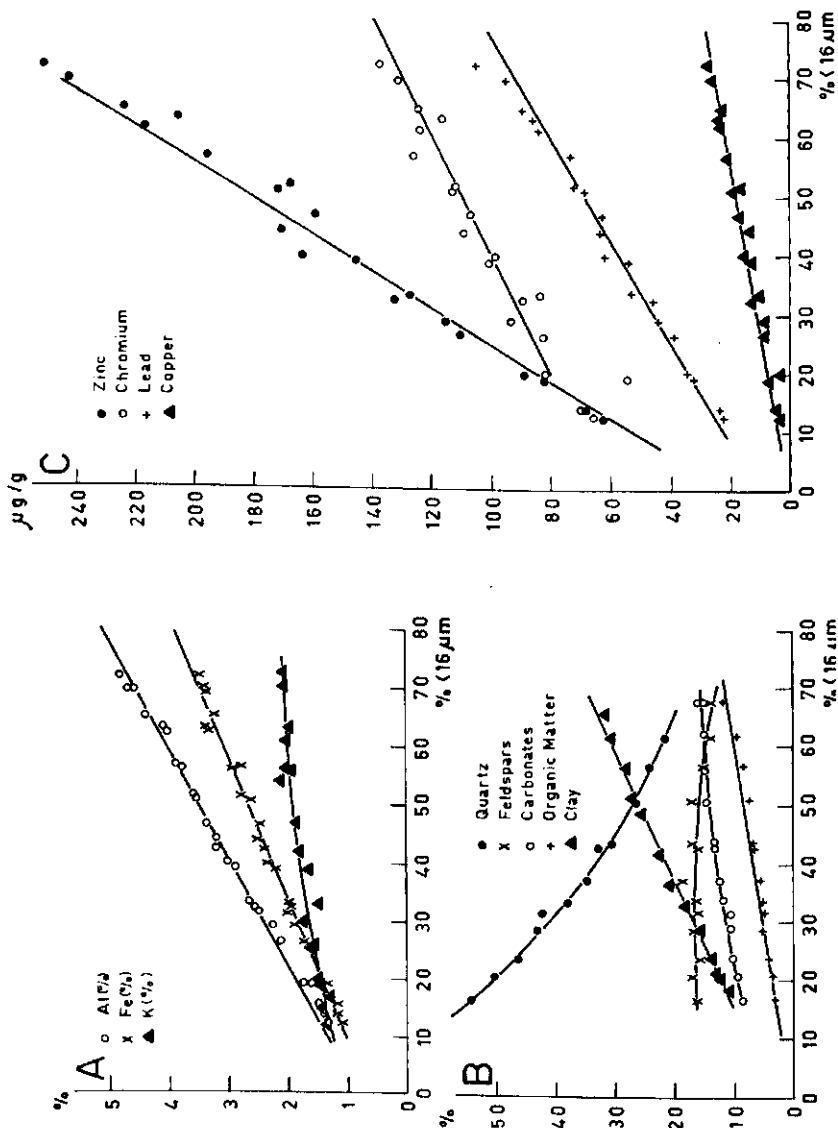 A
%
○ Al(%)
x Fe(%)
▲ K(%)
5
4
3
2
1
0
0 10 20 30 40 50 60 70 80
% <16 µm
B
%
● Quartz
x Feldspars
○ Carbonates
+ Organic Matter
▲ Clay
50
40
30
20
10
0
0 10 20 30 40 50 60 70 80
% <16 µm
C
µg/g
● Zinc
○ Chromium
+ Lead
▲ Copper
240
220
200
180
160
140
120
100
80
60
40
20
0
0 10 20 30 40 50 60 70 80
% <16 µm